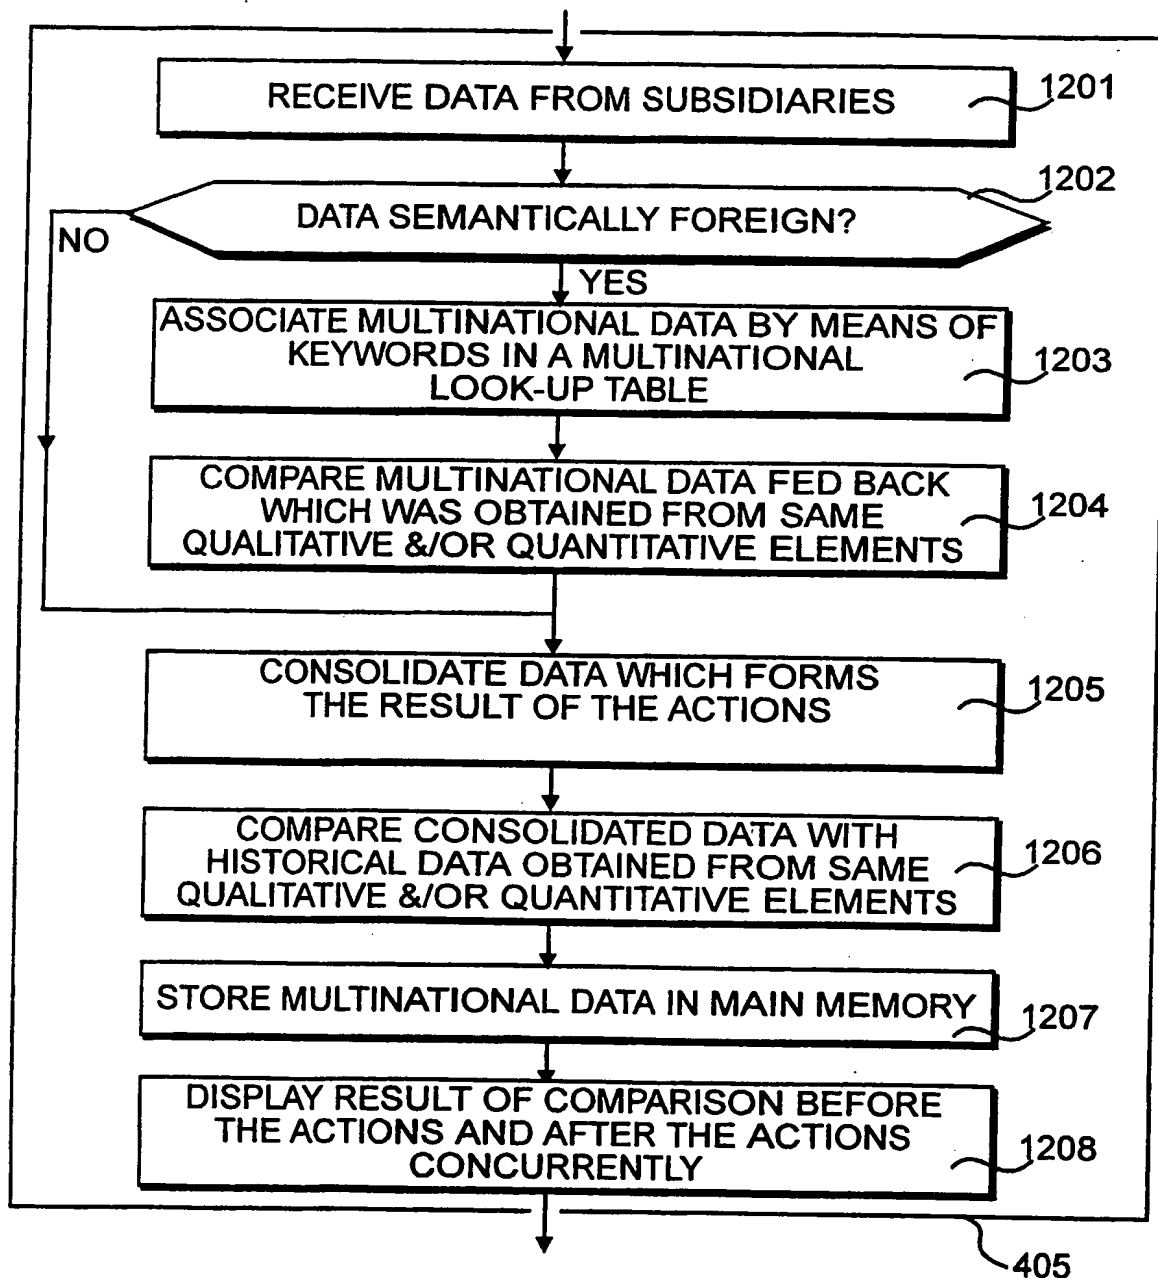 RECEIVE DATA FROM SUBSIDIARIES
1201
1202
DATA SEMANTICALLY FOREIGN?
NO
YES
ASSOCIATE MULTINATIONAL DATA BY MEANS OF
KEYWORDS IN A MULTINATIONAL
LOOK-UP TABLE
1203
COMPARE MULTINATIONAL DATA FED BACK
WHICH WAS OBTAINED FROM SAME
QUALITATIVE &/OR QUANTITATIVE ELEMENTS
1204
CONSOLIDATE DATA WHICH FORMS
THE RESULT OF THE ACTIONS
1205
COMPARE CONSOLIDATED DATA WITH
HISTORICAL DATA OBTAINED FROM SAME
QUALITATIVE &/OR QUANTITATIVE ELEMENTS
1206
STORE MULTINATIONAL DATA IN MAIN MEMORY
1207
DISPLAY RESULT OF COMPARISON BEFORE
THE ACTIONS AND AFTER THE ACTIONS
CONCURRENTLY
1208
405